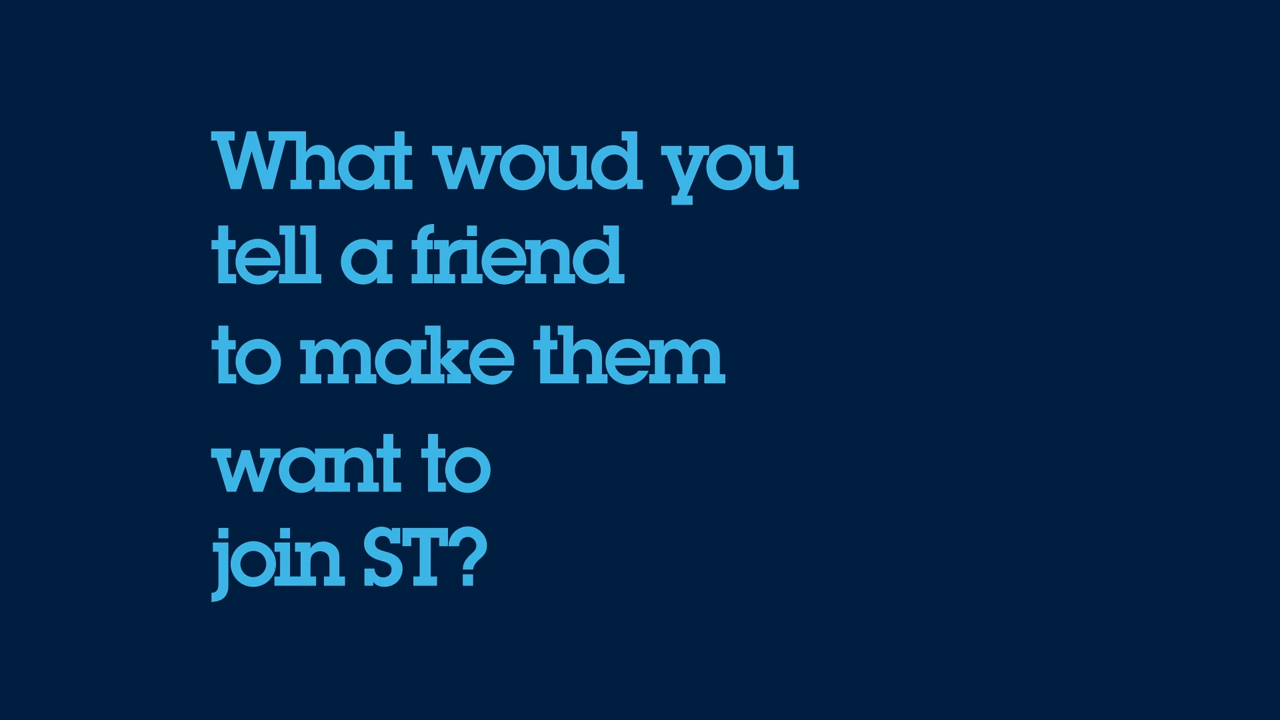 What woud you
tell a friend
to make them
want to
join ST?